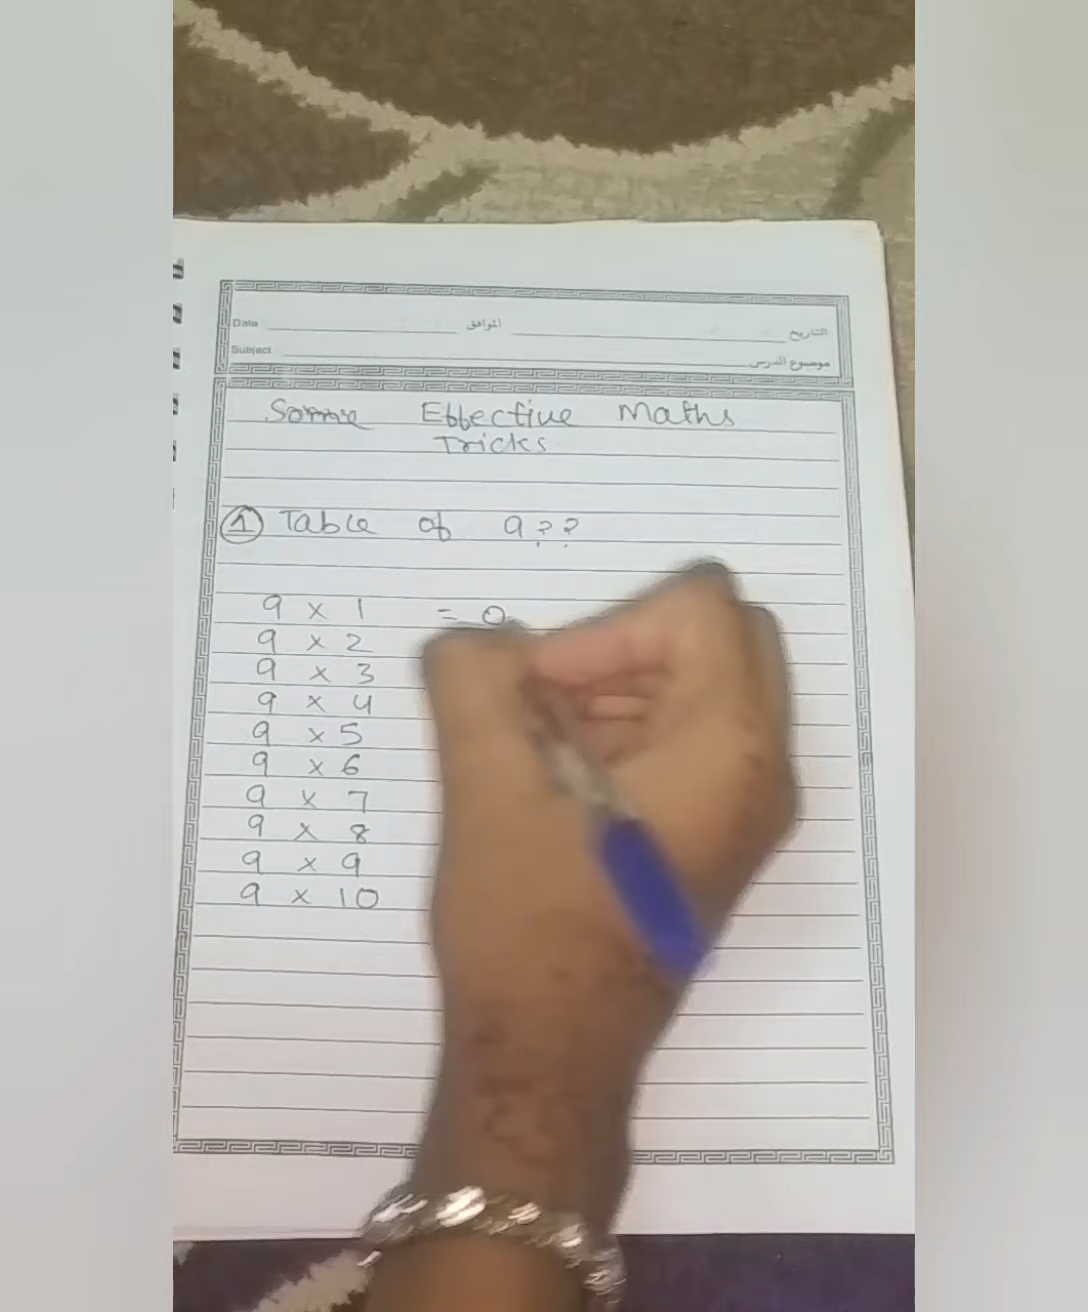 Date الموافق التاريخ
Subject موضوع الدرس
Some Effective Maths
Tricks
1 Table of 9??
9 x 1 = 0
9 x 2
9 x 3
9 x 4
9 x 5
9 x 6
9 x 7
9 x 8
9 x 9
9 x 10